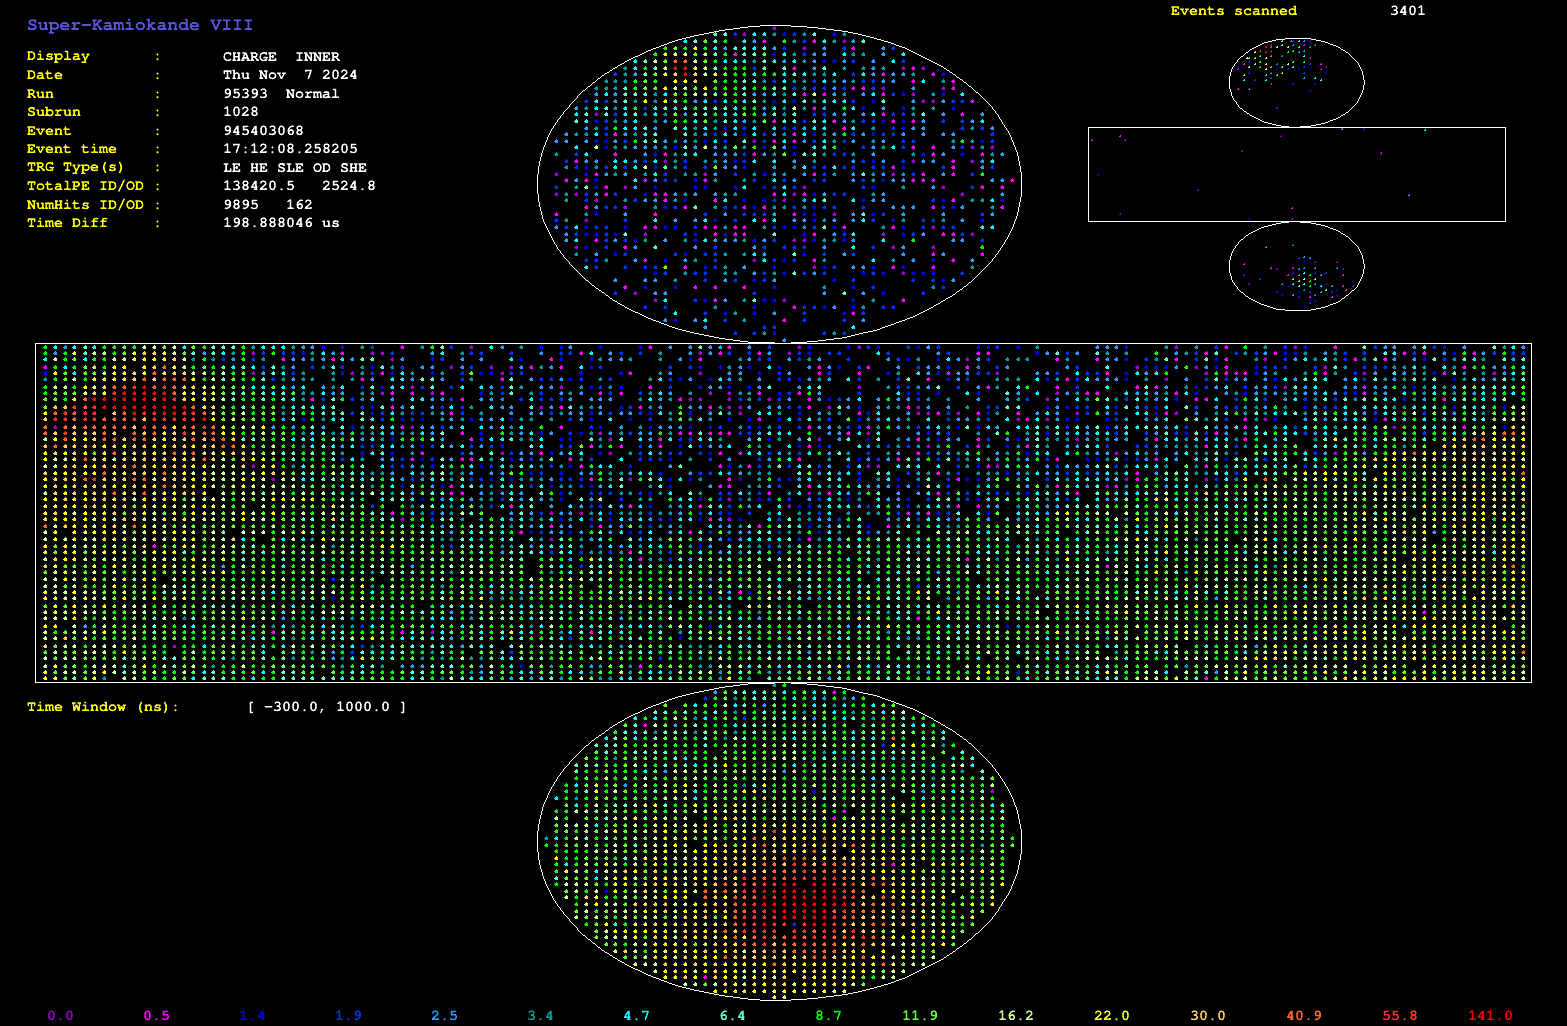 Super-Kamiokande VIII
Events scanned 3401
Display : CHARGE INNER
Date : Thu Nov 7 2024
Run : 95393 Normal
Subrun : 1028
Event : 945403068
Event time : 17:12:08.258205
TRG Type(s) : LE HE SLE OD SHE
TotalPE ID/OD : 138420.5 2524.8
NumHits ID/OD : 9895 162
Time Diff : 198.888046 us
Time Window (ns): [ -300.0, 1000.0 ]
0.0 0.5 1.4 1.9 2.5 3.4 4.7 6.4 8.7 11.9 16.2 22.0 30.0 40.9 55.8 141.0